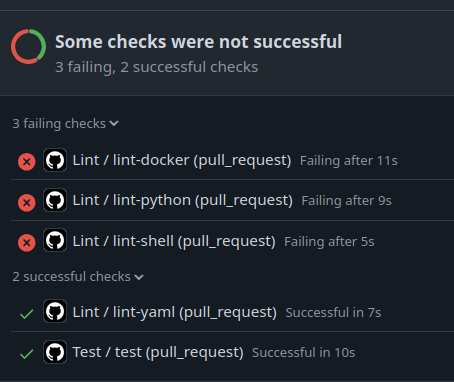 Some checks were not successful
3 failing, 2 successful checks
3 failing checks
Lint / lint-docker (pull_request) Failing after 11s
Lint / lint-python (pull_request) Failing after 9s
Lint / lint-shell (pull_request) Failing after 5s
2 successful checks
Lint / lint-yaml (pull_request) Successful in 7s
Test / test (pull_request) Successful in 10s